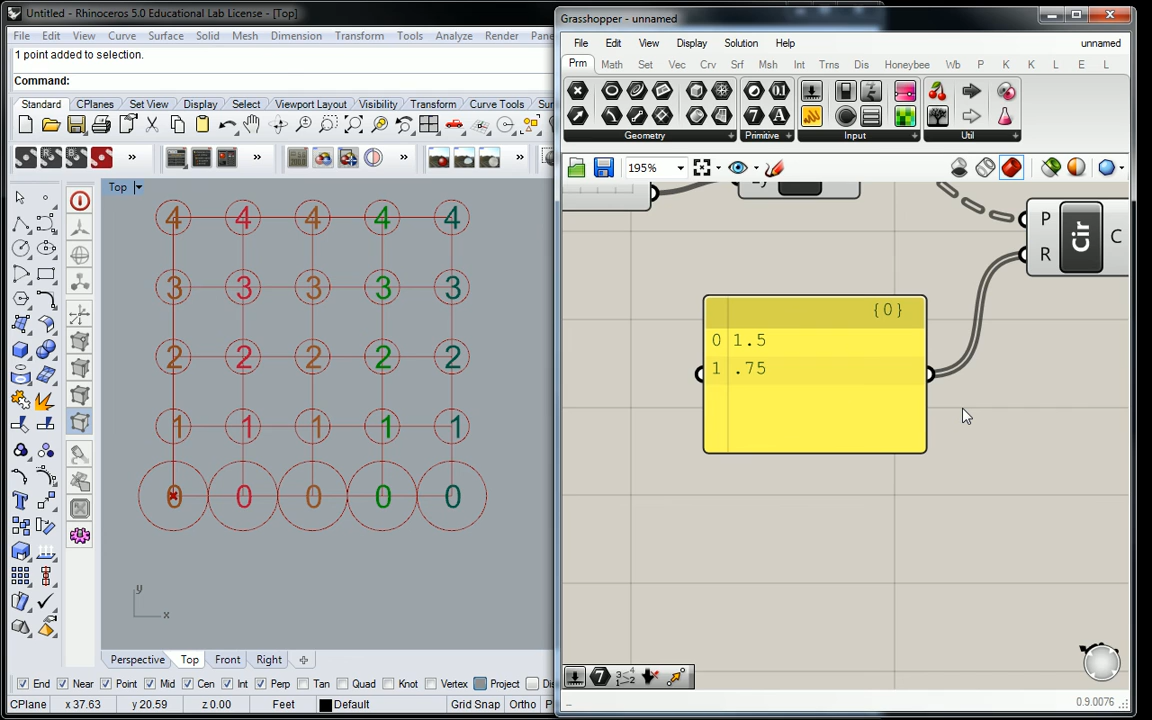 Untitled - Rhinoceros 5.0 Educational Lab License - [Top]
File Edit View Curve Surface Solid Mesh Dimension Transform Tools Analyze Render Pane
1 point added to selection.
Command:
Standard CPlanes Set View Display Select Viewport Layout Visibility Transform Curve Tools Sur
» » » »
Top
4 4 4 4 4
3 3 3 3 3
2 2 2 2 2
1 1 1 1 1
0 0 0 0 0
y
x
Perspective Top Front Right
End Near Point Mid Cen Int Perp Tan Quad Knot Vertex Project Dis
CPlane x 37.63 y 20.59 z 0.00 Feet Default Grid Snap Ortho P
Grasshopper - unnamed
File Edit View Display Solution Help unnamed
Prm Math Set Vec Crv Srf Msh Int Trns Dis Honeybee Wb P K K L E L
Geometry Primitive Input Util
195%
P
R
Cir
C
{0}
0 1.5
1 .75
0.9.0076